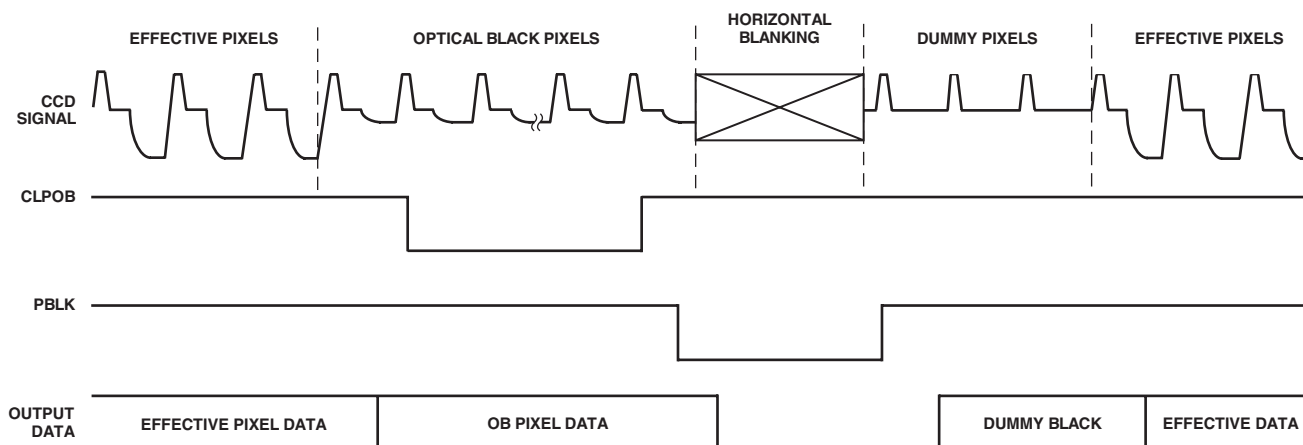 EFFECTIVE PIXELS
OPTICAL BLACK PIXELS
HORIZONTAL
BLANKING
DUMMY PIXELS
EFFECTIVE PIXELS
CCD
SIGNAL
CLPOB
PBLK
OUTPUT
DATA
EFFECTIVE PIXEL DATA
OB PIXEL DATA
DUMMY BLACK
EFFECTIVE DATA